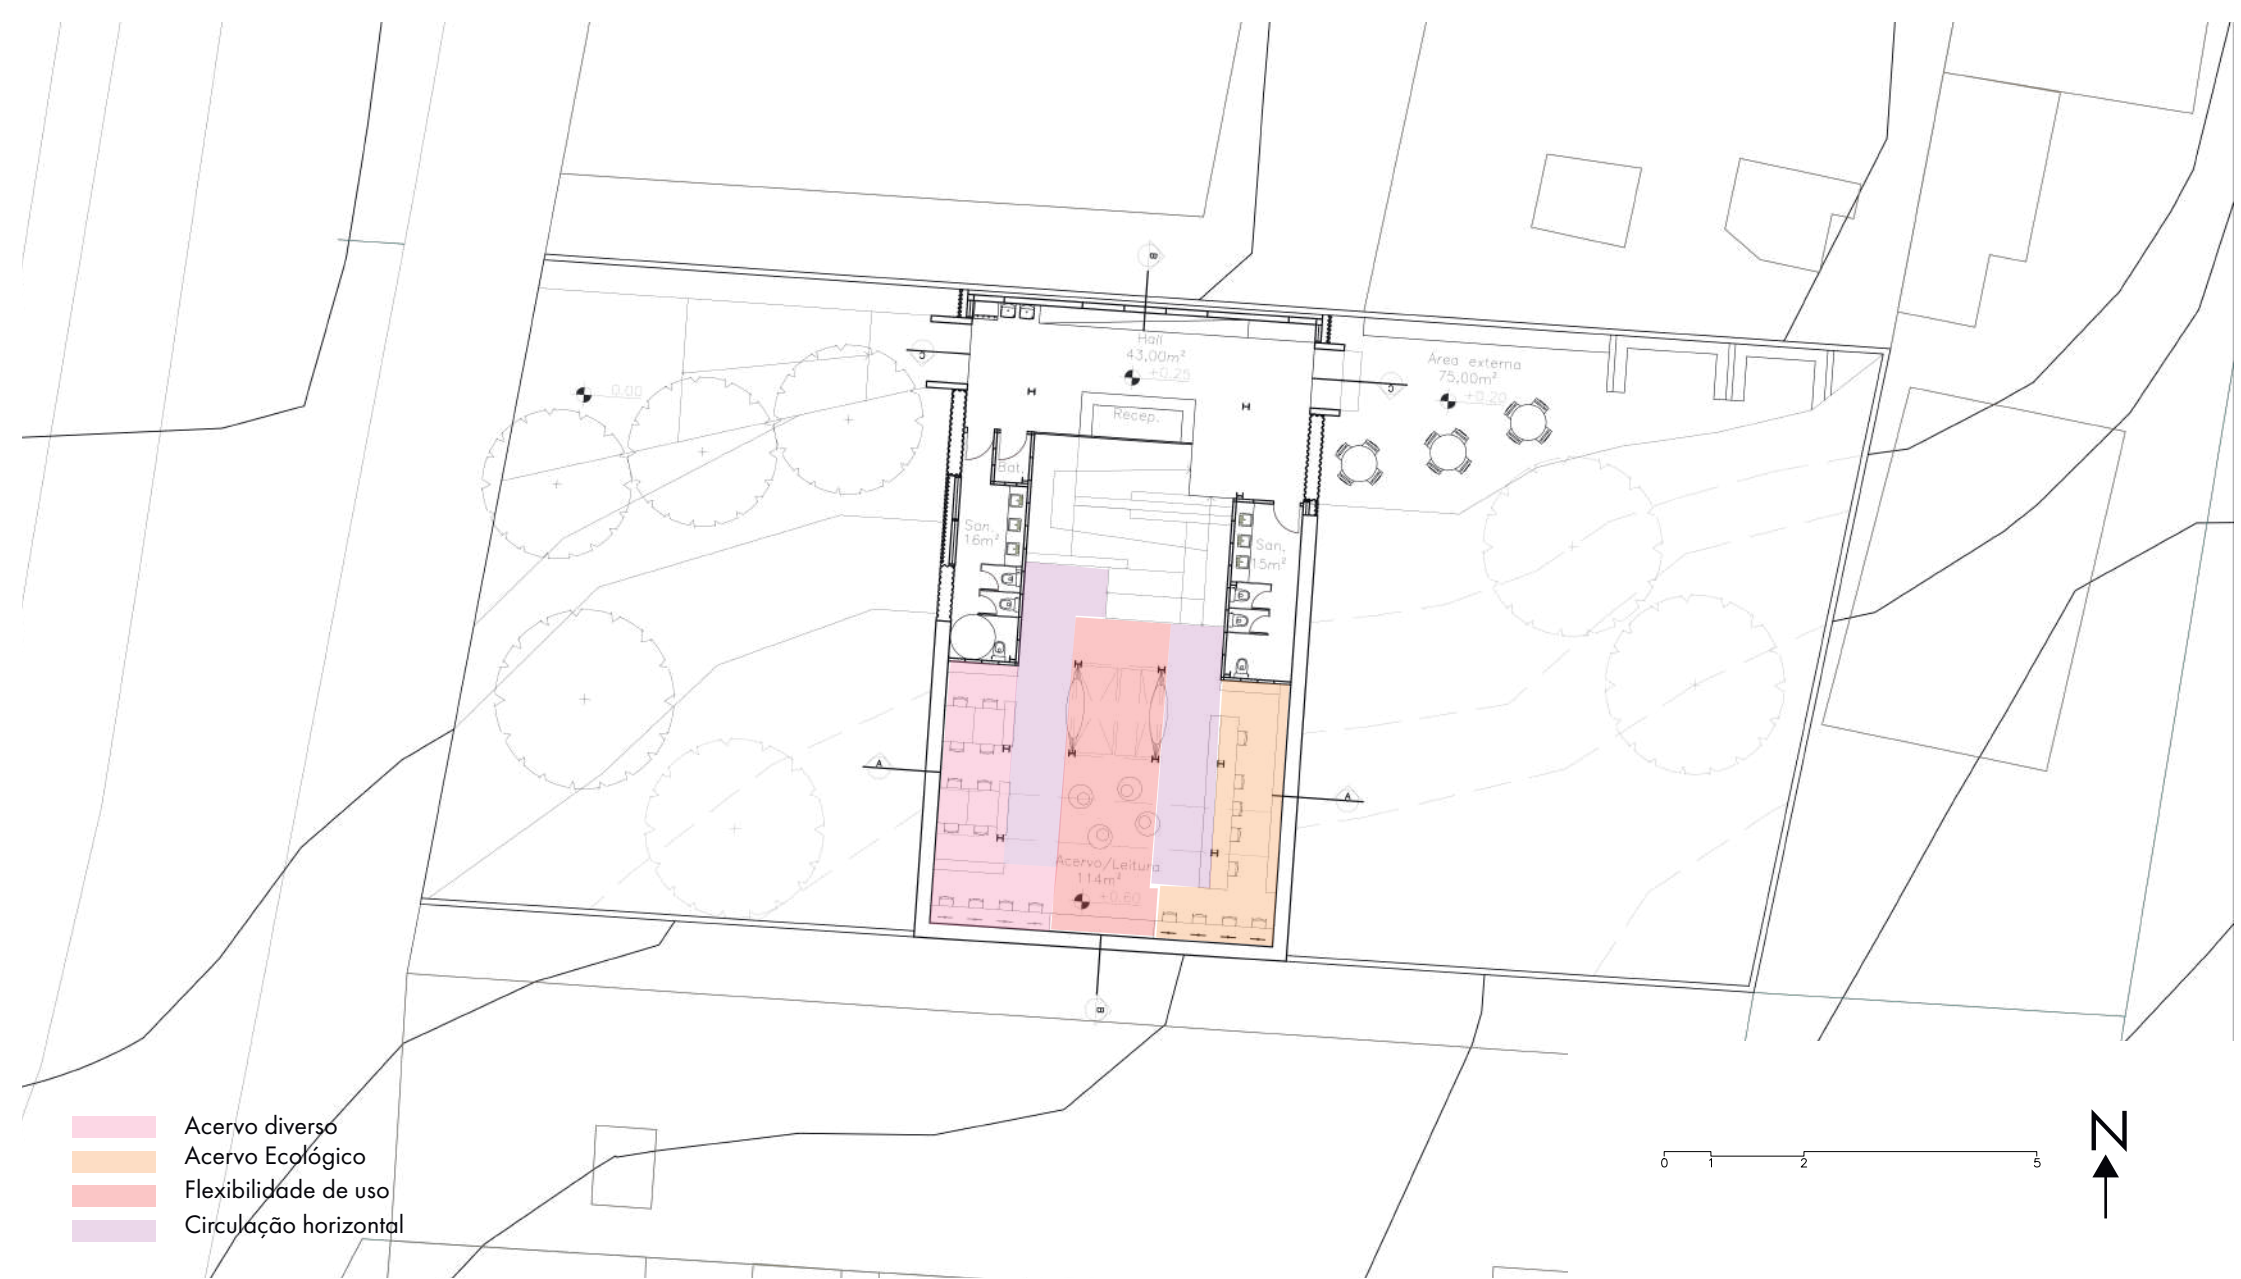 B
Hall
43,00m²
+0.25
C
C
0.00
Área externa
75,00m²
+0.20
Recep.
Bat.
San.
16m²
San.
15m²
A
A
Acervo/Leitura
114m²
+0.60
B
Acervo diverso
Acervo Ecológico
Flexibilidade de uso
Circulação horizontal
0 1 2 5
N